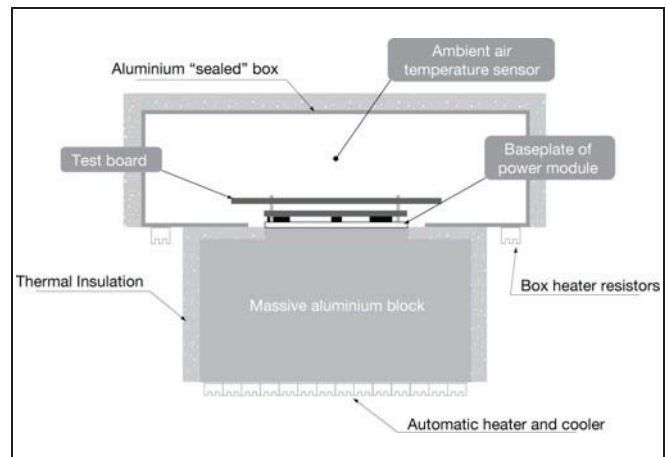 Ambient air
temperature sensor
Aluminium “sealed” box
Test board
Baseplate of
power module
Thermal Insulation
Massive aluminium block
Box heater resistors
Automatic heater and cooler